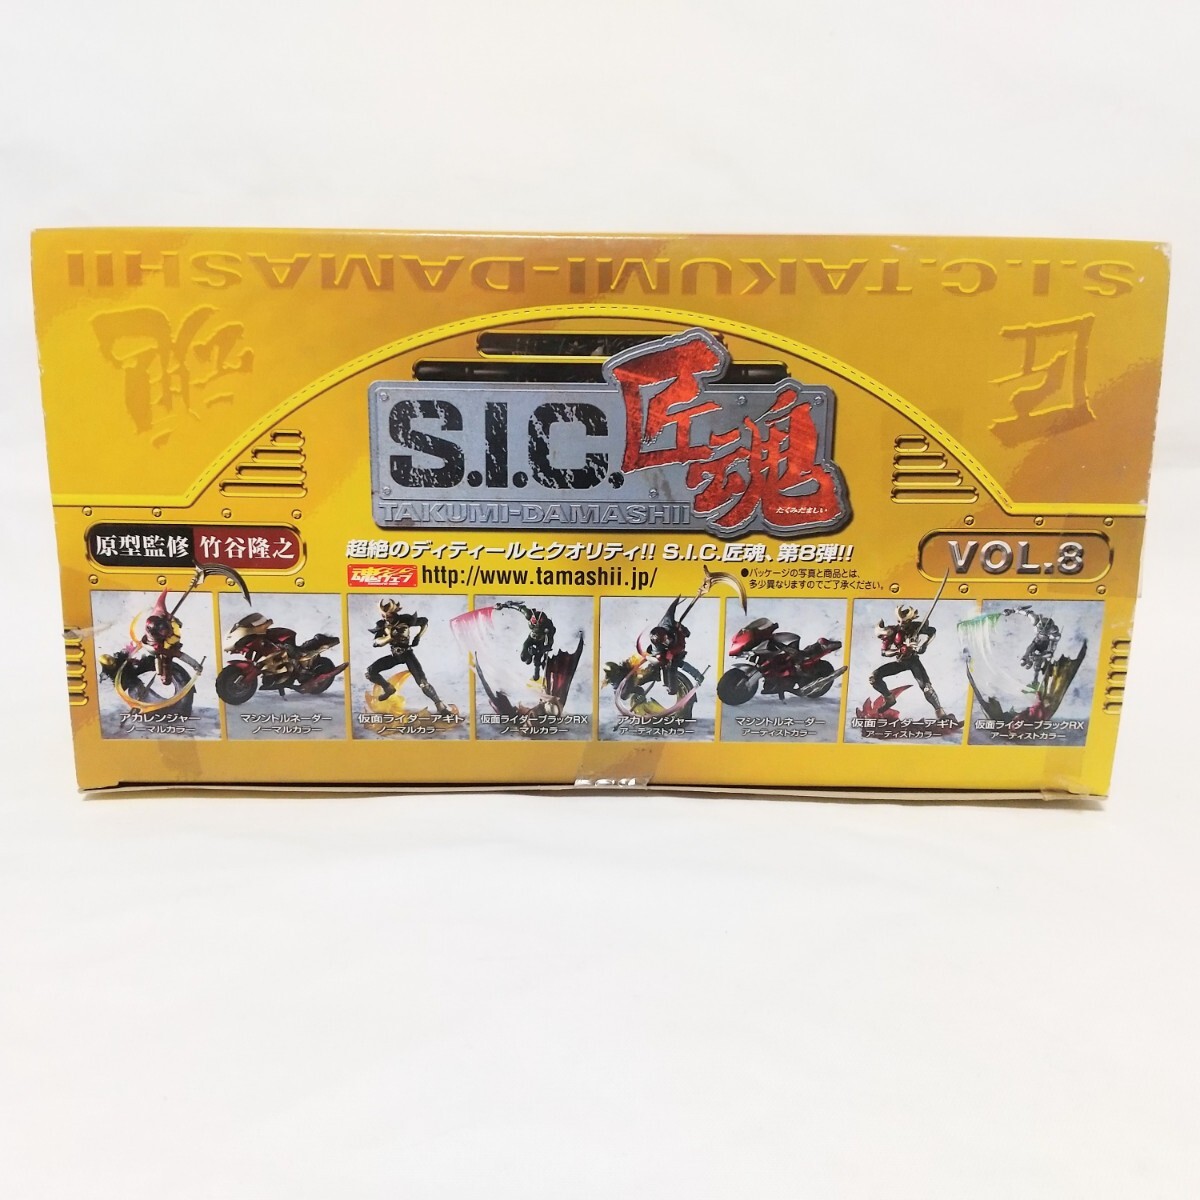 S.I.C.TAKUMI-DAMASHII
匠
魂
S.I.C.匠魂
たくみだましい
TAKUMI-DAMASHII
原型監修 竹谷隆之
超絶のディティールとクオリティ!! S.I.C.匠魂、第8弾!!
魂ウェブ http://www.tamashii.jp/
●パッケージの写真と商品とは、
多少異なりますのでご了承ください。
VOL.8
アカレンジャー
ノーマルカラー
マシントルネーダー
ノーマルカラー
仮面ライダーアギト
ノーマルカラー
仮面ライダーブラックRX
ノーマルカラー
アカレンジャー
アーティストカラー
マシントルネーダー
アーティストカラー
仮面ライダーアギト
アーティストカラー
仮面ライダーブラックRX
アーティストカラー